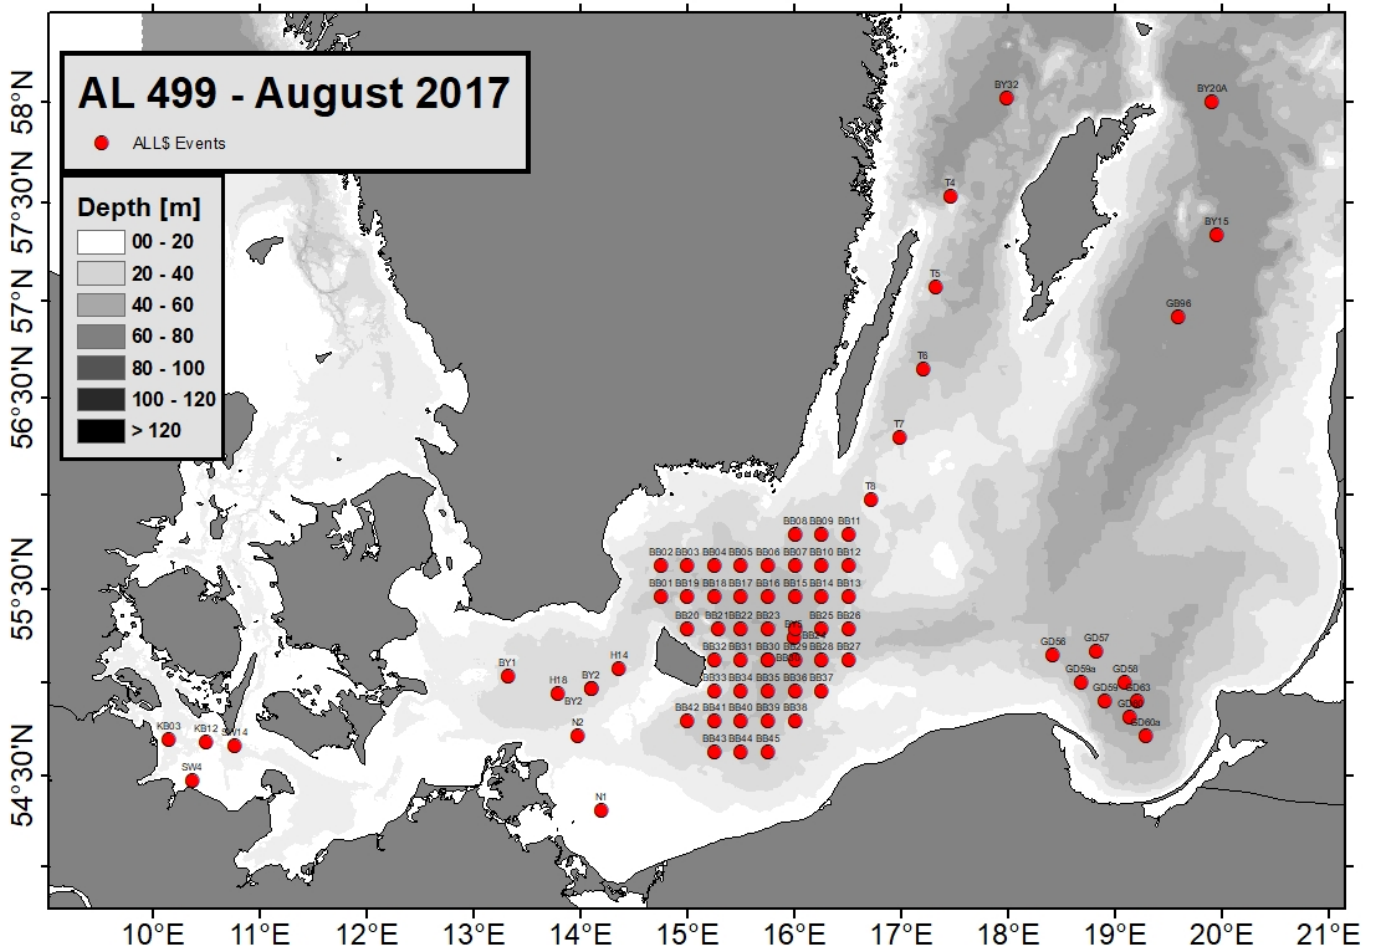 AL 499 - August 2017
ALL$ Events
Depth [m]
00 - 20
20 - 40
40 - 60
60 - 80
80 - 100
100 - 120
> 120
58°N
57°30'N
57°N
56°30'N
55°30'N
54°30'N
BY32
BY20A
T4
BY15
T5
GB96
T6
T7
T8
BB08 BB09 BB11
BB02 BB03 BB04 BB05 BB06 BB07 BB10 BB12
BB01 BB19 BB18 BB17 BB16 BB15 BB14 BB13
BB20 BB21 BB22 BB23 BB25 BB26
BY5
BB24
BB32 BB31 BB30 BB29 BB28 BB27
BB33 BB34 BB35 BB36 BB37
BB42 BB41 BB40 BB39 BB38
BB43 BB44 BB45
H14
BY1
H18
BY2
BY2
N2
N1
KB03
KB12
SW14
SW4
GD56
GD57
GD59a
GD58
GD59
GD63
GD60a
10°E 11°E 12°E 13°E 14°E 15°E 16°E 17°E 18°E 19°E 20°E 21°E